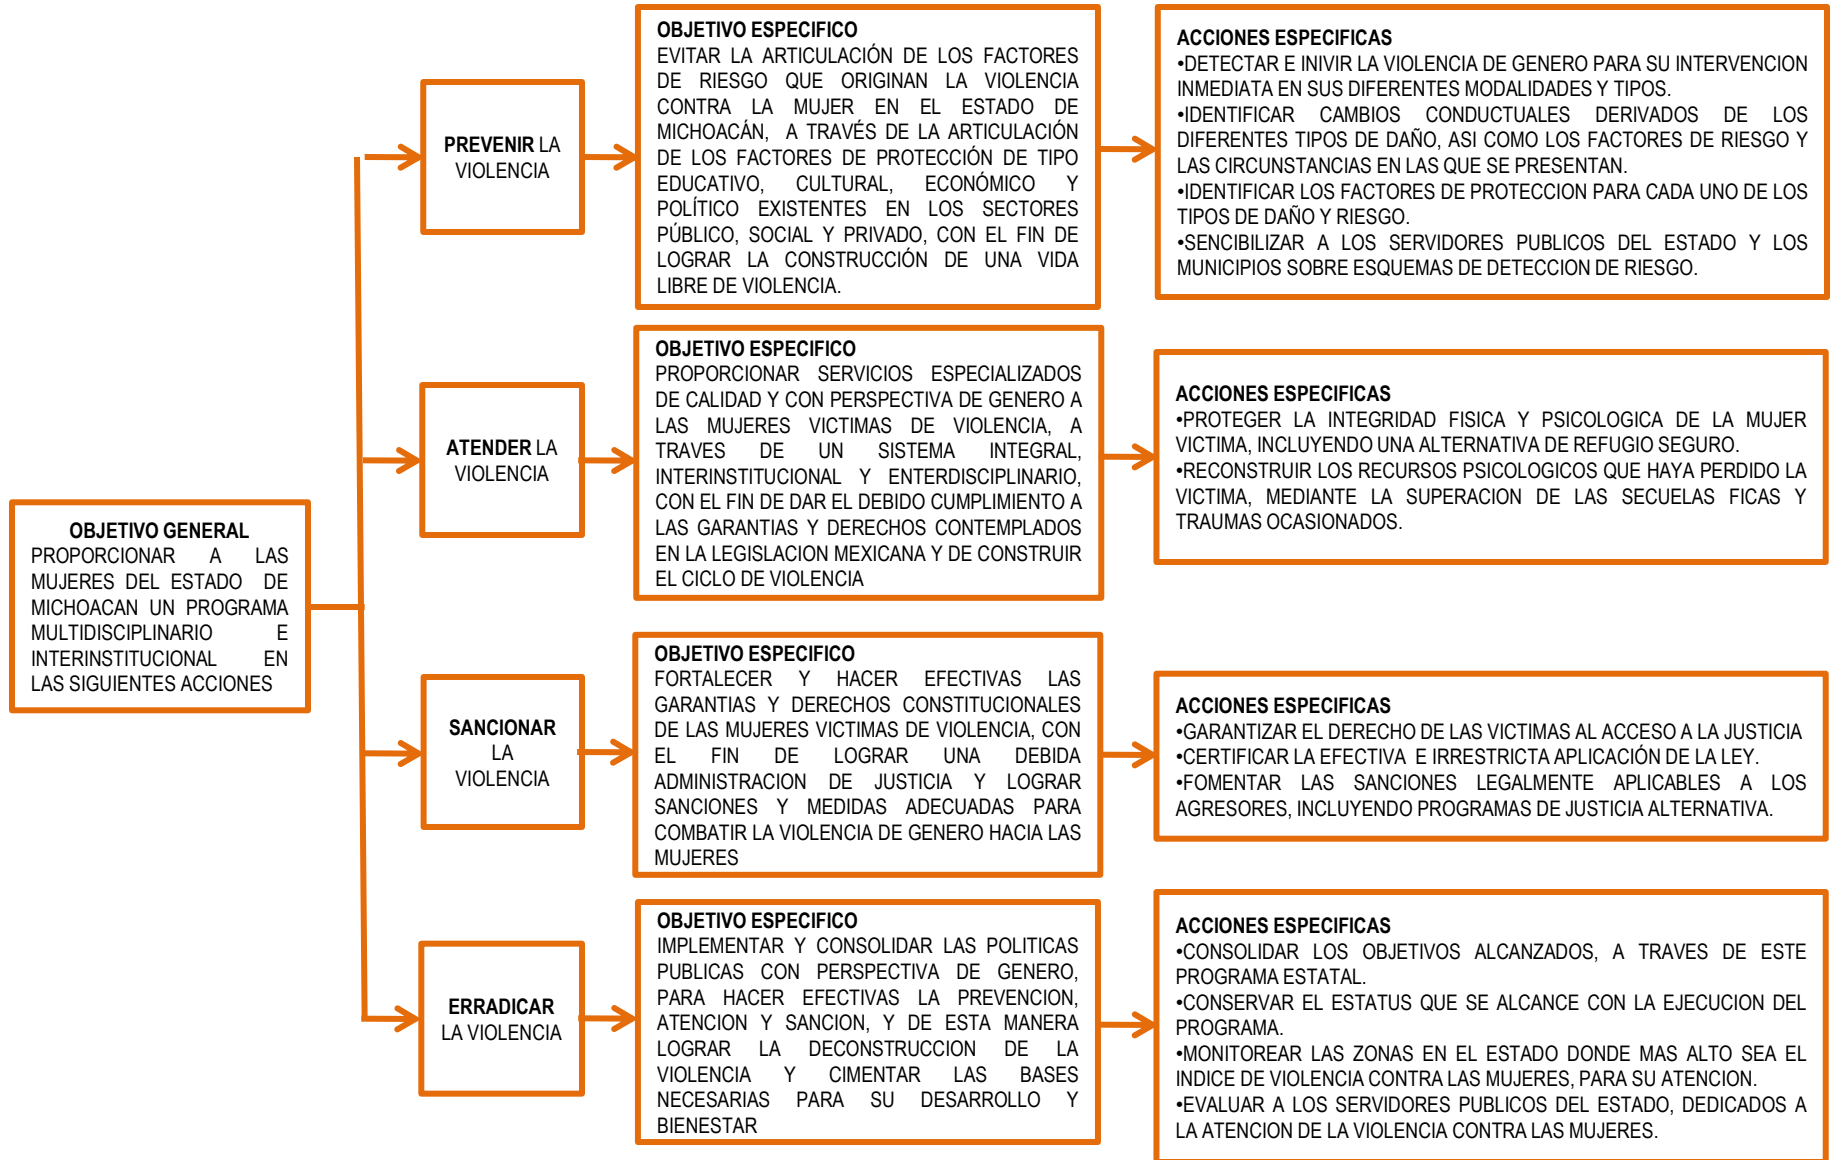 OBJETIVO GENERAL
PROPORCIONAR A LAS
MUJERES DEL ESTADO DE
MICHOACAN UN PROGRAMA
MULTIDISCIPLINARIO E
INTERINSTITUCIONAL EN
LAS SIGUIENTES ACCIONES
PREVENIR LA
VIOLENCIA
OBJETIVO ESPECIFICO
EVITAR LA ARTICULACIÓN DE LOS FACTORES
DE RIESGO QUE ORIGINAN LA VIOLENCIA
CONTRA LA MUJER EN EL ESTADO DE
MICHOACÁN, A TRAVÉS DE LA ARTICULACIÓN
DE LOS FACTORES DE PROTECCIÓN DE TIPO
EDUCATIVO, CULTURAL, ECONÓMICO Y
POLÍTICO EXISTENTES EN LOS SECTORES
PÚBLICO, SOCIAL Y PRIVADO, CON EL FIN DE
LOGRAR LA CONSTRUCCIÓN DE UNA VIDA
LIBRE DE VIOLENCIA.
ACCIONES ESPECIFICAS
•DETECTAR E INIVIR LA VIOLENCIA DE GENERO PARA SU INTERVENCION
INMEDIATA EN SUS DIFERENTES MODALIDADES Y TIPOS.
•IDENTIFICAR CAMBIOS CONDUCTUALES DERIVADOS DE LOS
DIFERENTES TIPOS DE DAÑO, ASI COMO LOS FACTORES DE RIESGO Y
LAS CIRCUNSTANCIAS EN LAS QUE SE PRESENTAN.
•IDENTIFICAR LOS FACTORES DE PROTECCION PARA CADA UNO DE LOS
TIPOS DE DAÑO Y RIESGO.
•SENCIBILIZAR A LOS SERVIDORES PUBLICOS DEL ESTADO Y LOS
MUNICIPIOS SOBRE ESQUEMAS DE DETECCION DE RIESGO.
ATENDER LA
VIOLENCIA
OBJETIVO ESPECIFICO
PROPORCIONAR SERVICIOS ESPECIALIZADOS
DE CALIDAD Y CON PERSPECTIVA DE GENERO A
LAS MUJERES VICTIMAS DE VIOLENCIA, A
TRAVES DE UN SISTEMA INTEGRAL,
INTERINSTITUCIONAL Y ENTERDISCIPLINARIO,
CON EL FIN DE DAR EL DEBIDO CUMPLIMIENTO A
LAS GARANTIAS Y DERECHOS CONTEMPLADOS
EN LA LEGISLACION MEXICANA Y DE CONSTRUIR
EL CICLO DE VIOLENCIA
ACCIONES ESPECIFICAS
•PROTEGER LA INTEGRIDAD FISICA Y PSICOLOGICA DE LA MUJER
VICTIMA, INCLUYENDO UNA ALTERNATIVA DE REFUGIO SEGURO.
•RECONSTRUIR LOS RECURSOS PSICOLOGICOS QUE HAYA PERDIDO LA
VICTIMA, MEDIANTE LA SUPERACION DE LAS SECUELAS FICAS Y
TRAUMAS OCASIONADOS.
SANCIONAR
LA
VIOLENCIA
OBJETIVO ESPECIFICO
FORTALECER Y HACER EFECTIVAS LAS
GARANTIAS Y DERECHOS CONSTITUCIONALES
DE LAS MUJERES VICTIMAS DE VIOLENCIA, CON
EL FIN DE LOGRAR UNA DEBIDA
ADMINISTRACION DE JUSTICIA Y LOGRAR
SANCIONES Y MEDIDAS ADECUADAS PARA
COMBATIR LA VIOLENCIA DE GENERO HACIA LAS
MUJERES
ACCIONES ESPECIFICAS
•GARANTIZAR EL DERECHO DE LAS VICTIMAS AL ACCESO A LA JUSTICIA
•CERTIFICAR LA EFECTIVA E IRRESTRICTA APLICACIÓN DE LA LEY.
•FOMENTAR LAS SANCIONES LEGALMENTE APLICABLES A LOS
AGRESORES, INCLUYENDO PROGRAMAS DE JUSTICIA ALTERNATIVA.
ERRADICAR
LA VIOLENCIA
OBJETIVO ESPECIFICO
IMPLEMENTAR Y CONSOLIDAR LAS POLITICAS
PUBLICAS CON PERSPECTIVA DE GENERO,
PARA HACER EFECTIVAS LA PREVENCION,
ATENCION Y SANCION, Y DE ESTA MANERA
LOGRAR LA DECONSTRUCCION DE LA
VIOLENCIA Y CIMENTAR LAS BASES
NECESARIAS PARA SU DESARROLLO Y
BIENESTAR
ACCIONES ESPECIFICAS
•CONSOLIDAR LOS OBJETIVOS ALCANZADOS, A TRAVES DE ESTE
PROGRAMA ESTATAL.
•CONSERVAR EL ESTATUS QUE SE ALCANCE CON LA EJECUCION DEL
PROGRAMA.
•MONITOREAR LAS ZONAS EN EL ESTADO DONDE MAS ALTO SEA EL
INDICE DE VIOLENCIA CONTRA LAS MUJERES, PARA SU ATENCION.
•EVALUAR A LOS SERVIDORES PUBLICOS DEL ESTADO, DEDICADOS A
LA ATENCION DE LA VIOLENCIA CONTRA LAS MUJERES.